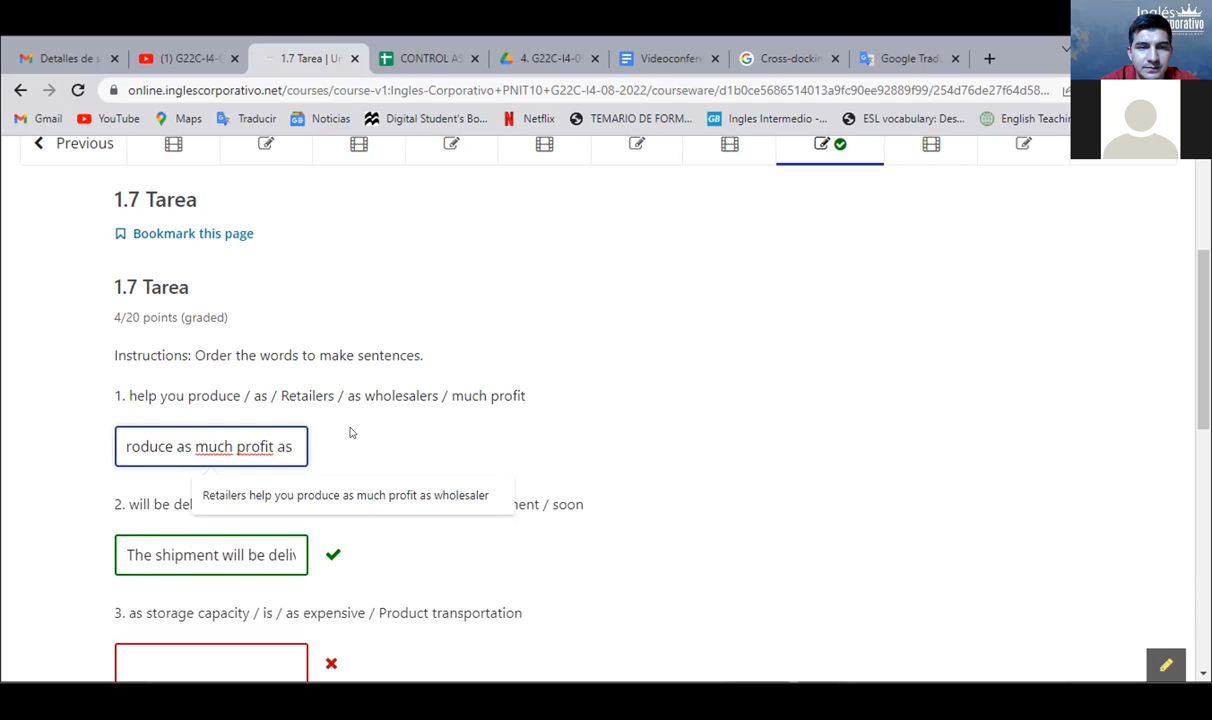 Inglés
Corporativo
Detalles de s
(1) G22C-I4-
1.7 Tarea | Un
CONTROL AS
4. G22C-I4-0
Videoconfer
Cross-dockin
Google Tradu
online.inglescorporativo.net/courses/course-v1:Ingles-Corporativo+PNIT10+G22C-I4-08-2022/courseware/d1b0ce5686514013a9fc90ee92889f99/254d76de27f64d58...
Gmail
YouTube
Maps
Traducir
Noticias
Digital Student's Bo...
Netflix
TEMARIO DE FORM...
Ingles Intermedio -...
ESL vocabulary: Des...
English Teachin
Previous
1.7 Tarea
Bookmark this page
1.7 Tarea
4/20 points (graded)
Instructions: Order the words to make sentences.
1. help you produce / as / Retailers / as wholesalers / much profit
roduce as much profit as
Retailers help you produce as much profit as wholesaler
2. will be del
ment / soon
The shipment will be deliv
3. as storage capacity / is / as expensive / Product transportation